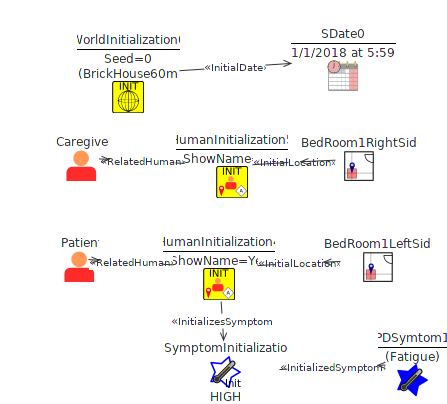 WorldInitialization
Seed=0
(BrickHouse60m
INIT
«InitialDate»
SDate0
1/1/2018 at 5:59
Caregive
«RelatedHuman»
HumanInitialization
ShowName
INIT
A
«InitialLocation»
BedRoom1RightSid
Patient
«RelatedHuman»
HumanInitialization
ShowName=Ye
INIT
A
«InitialLocation»
BedRoom1LeftSid
«InitializesSymptom
SymptomInitializatio
Init
HIGH
«InitializedSymptom»
PDSymtom1
(Fatigue)